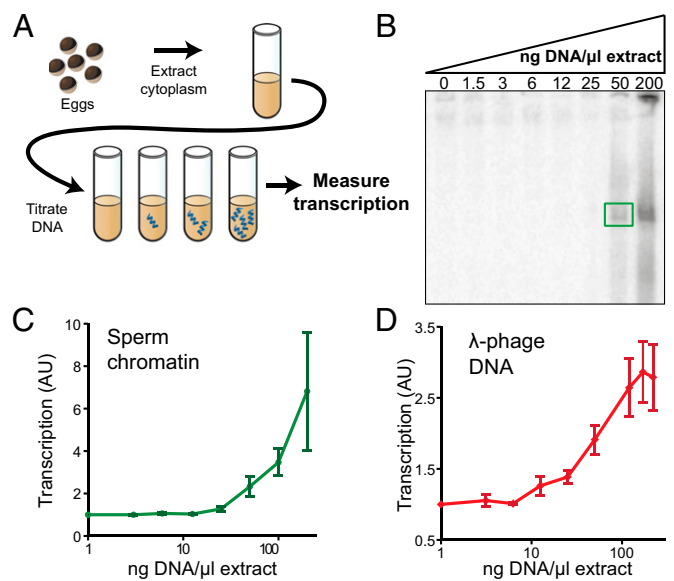 A
Eggs
Extract
cytoplasm
Titrate
DNA
Measure
transcription
B
ng DNA/µl extract
0 1.5 3 6 12 25 50 200
C
Sperm
chromatin
Transcription (AU)
10
8
6
4
2
0
1 10 100
ng DNA/µl extract
D
λ-phage
DNA
Transcription (AU)
3.5
2.5
1.5
0.5
1 10 100
ng DNA/µl extract